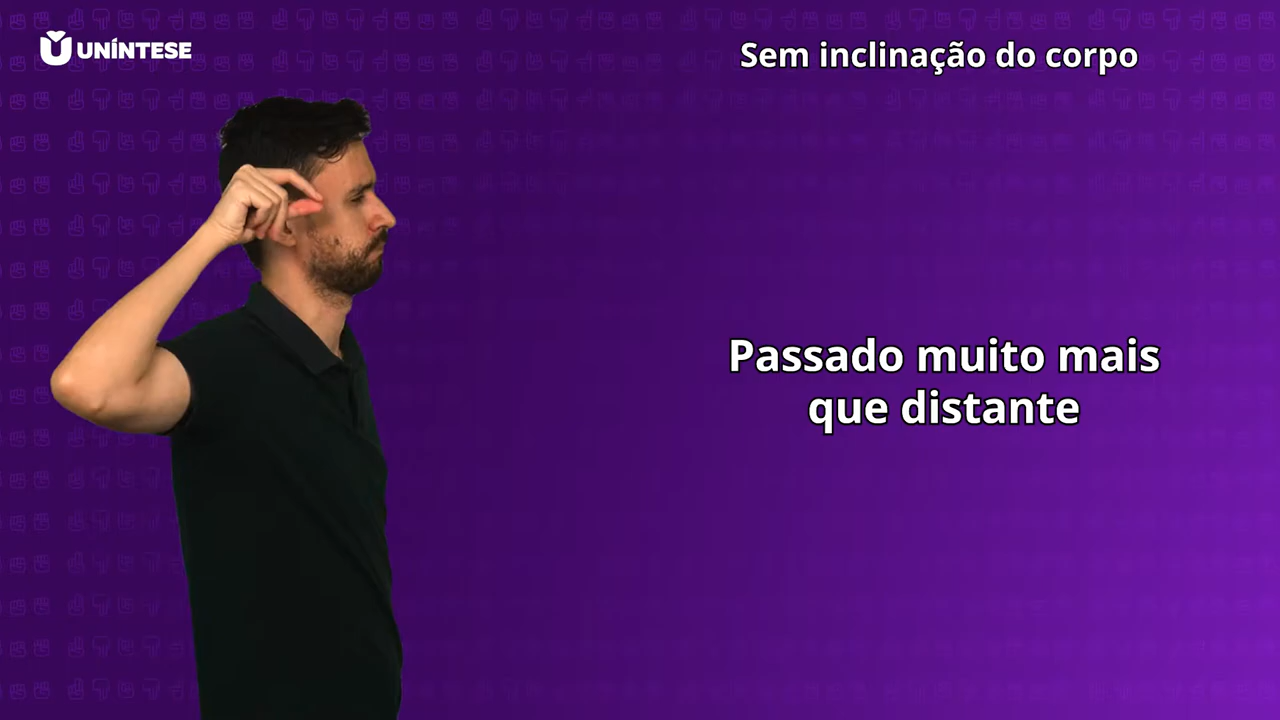 UNÍNTESE
Sem inclinação do corpo
Passado muito mais
que distante